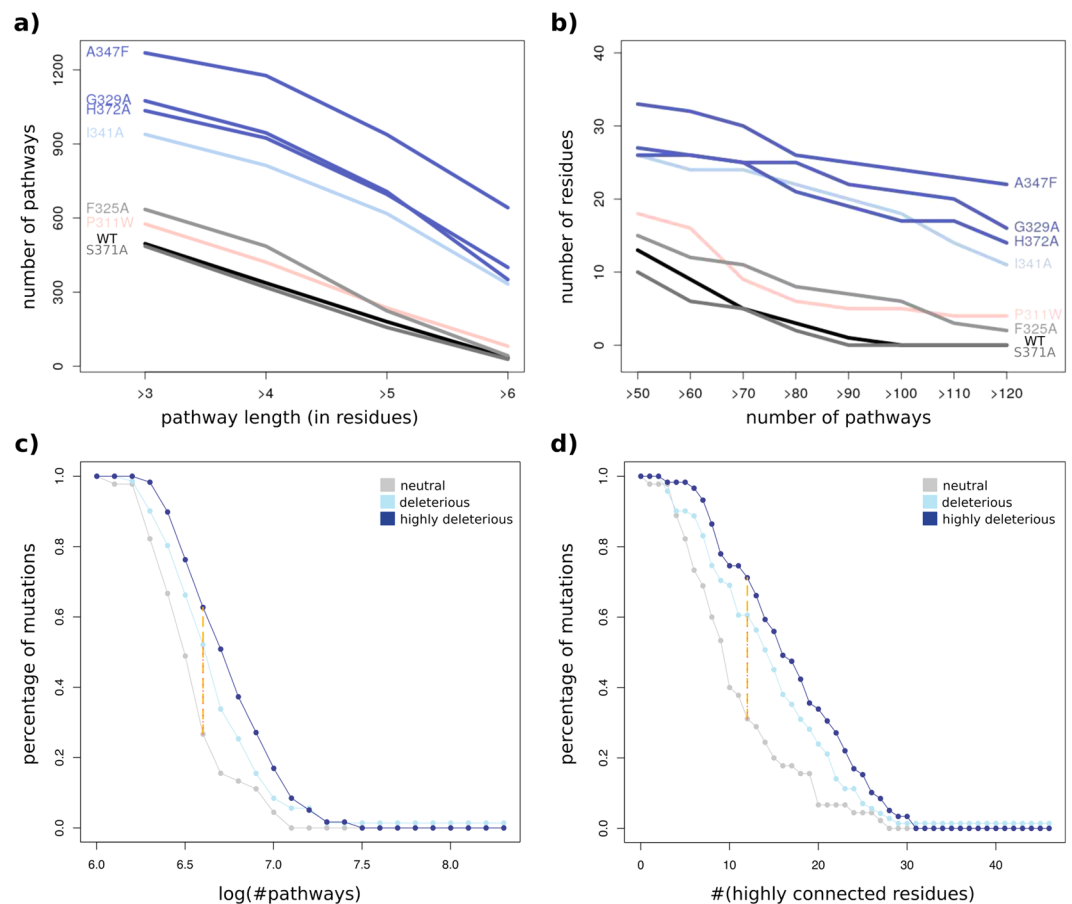 a)
number of pathways
0
300
600
900
1200
A347F
G329A
H372A
I341A
F325A
P311W
WT
S371A
>3
>4
>5
>6
pathway length (in residues)
b)
number of residues
0
10
20
30
40
A347F
G329A
H372A
I341A
P311W
F325A
WT
S371A
>50
>60
>70
>80
>90
>100
>110
>120
number of pathways
c)
percentage of mutations
0.0
0.2
0.4
0.6
0.8
1.0
neutral
deleterious
highly deleterious
6.0
6.5
7.0
7.5
8.0
log(#pathways)
d)
percentage of mutations
0.0
0.2
0.4
0.6
0.8
1.0
neutral
deleterious
highly deleterious
0
10
20
30
40
#(highly connected residues)